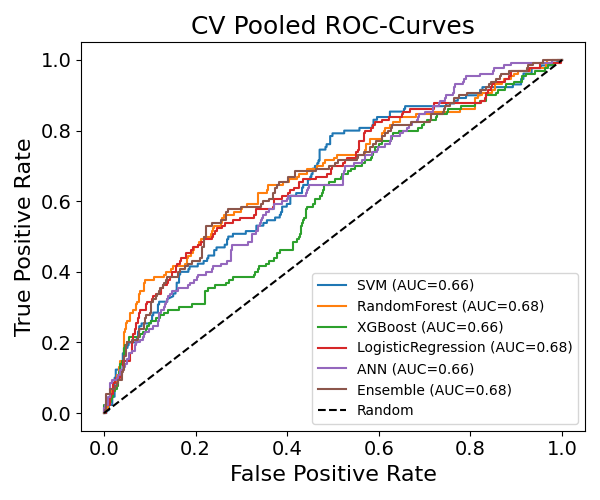 CV Pooled ROC-Curves
True Positive Rate
1.0
0.8
0.6
0.4
0.2
0.0
SVM (AUC=0.66)
RandomForest (AUC=0.68)
XGBoost (AUC=0.66)
LogisticRegression (AUC=0.68)
ANN (AUC=0.66)
Ensemble (AUC=0.68)
Random
0.0 0.2 0.4 0.6 0.8 1.0
False Positive Rate